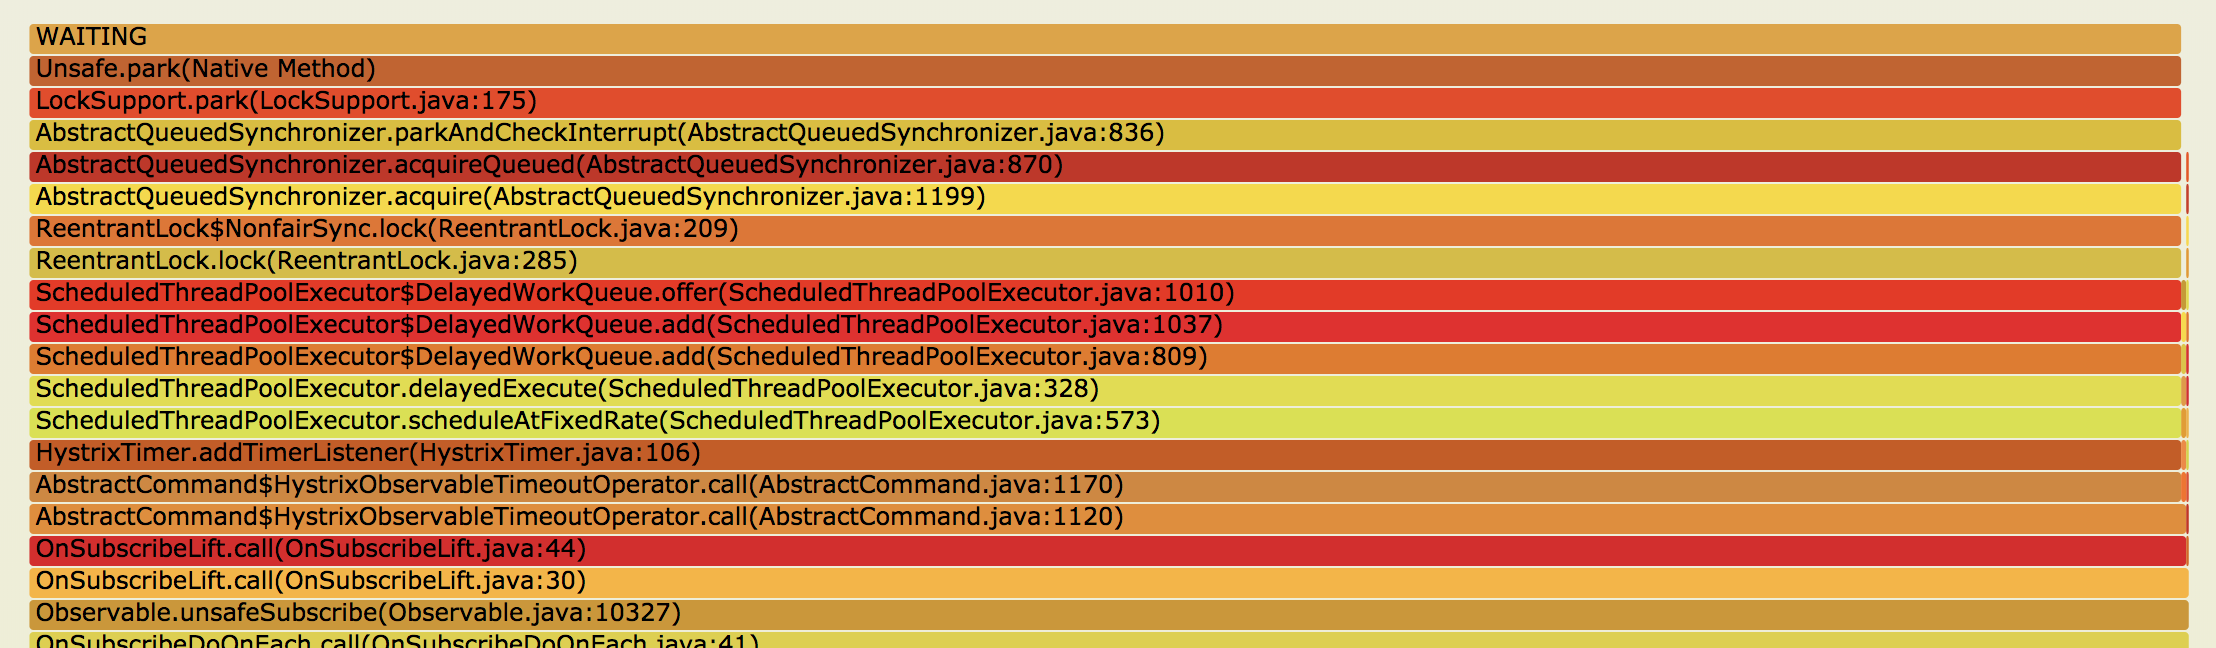 WAITING
Unsafe.park(Native Method)
LockSupport.park(LockSupport.java:175)
AbstractQueuedSynchronizer.parkAndCheckInterrupt(AbstractQueuedSynchronizer.java:836)
AbstractQueuedSynchronizer.acquireQueued(AbstractQueuedSynchronizer.java:870)
AbstractQueuedSynchronizer.acquire(AbstractQueuedSynchronizer.java:1199)
ReentrantLock$NonfairSync.lock(ReentrantLock.java:209)
ReentrantLock.lock(ReentrantLock.java:285)
ScheduledThreadPoolExecutor$DelayedWorkQueue.offer(ScheduledThreadPoolExecutor.java:1010)
ScheduledThreadPoolExecutor$DelayedWorkQueue.add(ScheduledThreadPoolExecutor.java:1037)
ScheduledThreadPoolExecutor$DelayedWorkQueue.add(ScheduledThreadPoolExecutor.java:809)
ScheduledThreadPoolExecutor.delayedExecute(ScheduledThreadPoolExecutor.java:328)
ScheduledThreadPoolExecutor.scheduleAtFixedRate(ScheduledThreadPoolExecutor.java:573)
HystrixTimer.addTimerListener(HystrixTimer.java:106)
AbstractCommand$HystrixObservableTimeoutOperator.call(AbstractCommand.java:1170)
AbstractCommand$HystrixObservableTimeoutOperator.call(AbstractCommand.java:1120)
OnSubscribeLift.call(OnSubscribeLift.java:44)
OnSubscribeLift.call(OnSubscribeLift.java:30)
Observable.unsafeSubscribe(Observable.java:10327)
OnSubscribeDoOnEach.call(OnSubscribeDoOnEach.java:41)